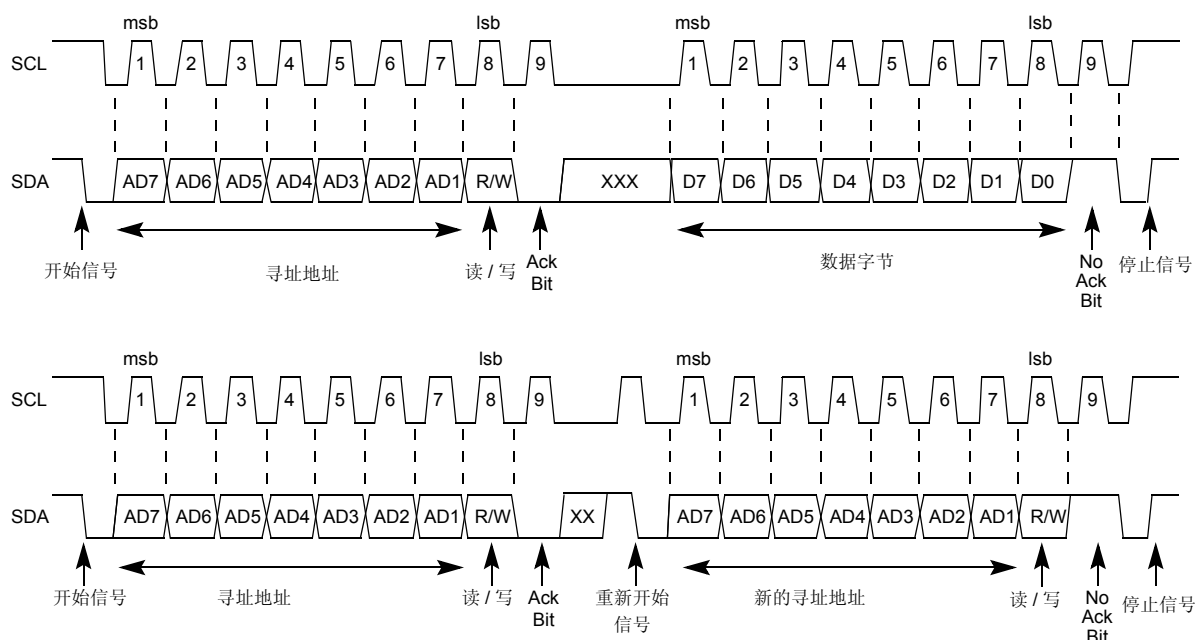 msb lsb msb lsb
SCL 1 2 3 4 5 6 7 8 9 1 2 3 4 5 6 7 8 9
SDA AD7 AD6 AD5 AD4 AD3 AD2 AD1 R/W XXX D7 D6 D5 D4 D3 D2 D1 D0
开始信号 寻址地址 读 / 写 Ack Bit 数据字节 No Ack Bit 停止信号
msb lsb msb lsb
SCL 1 2 3 4 5 6 7 8 9 1 2 3 4 5 6 7 8 9
SDA AD7 AD6 AD5 AD4 AD3 AD2 AD1 R/W XX AD7 AD6 AD5 AD4 AD3 AD2 AD1 R/W
开始信号 寻址地址 读 / 写 Ack Bit 重新开始 信号 新的寻址地址 读 / 写 No Ack Bit 停止信号